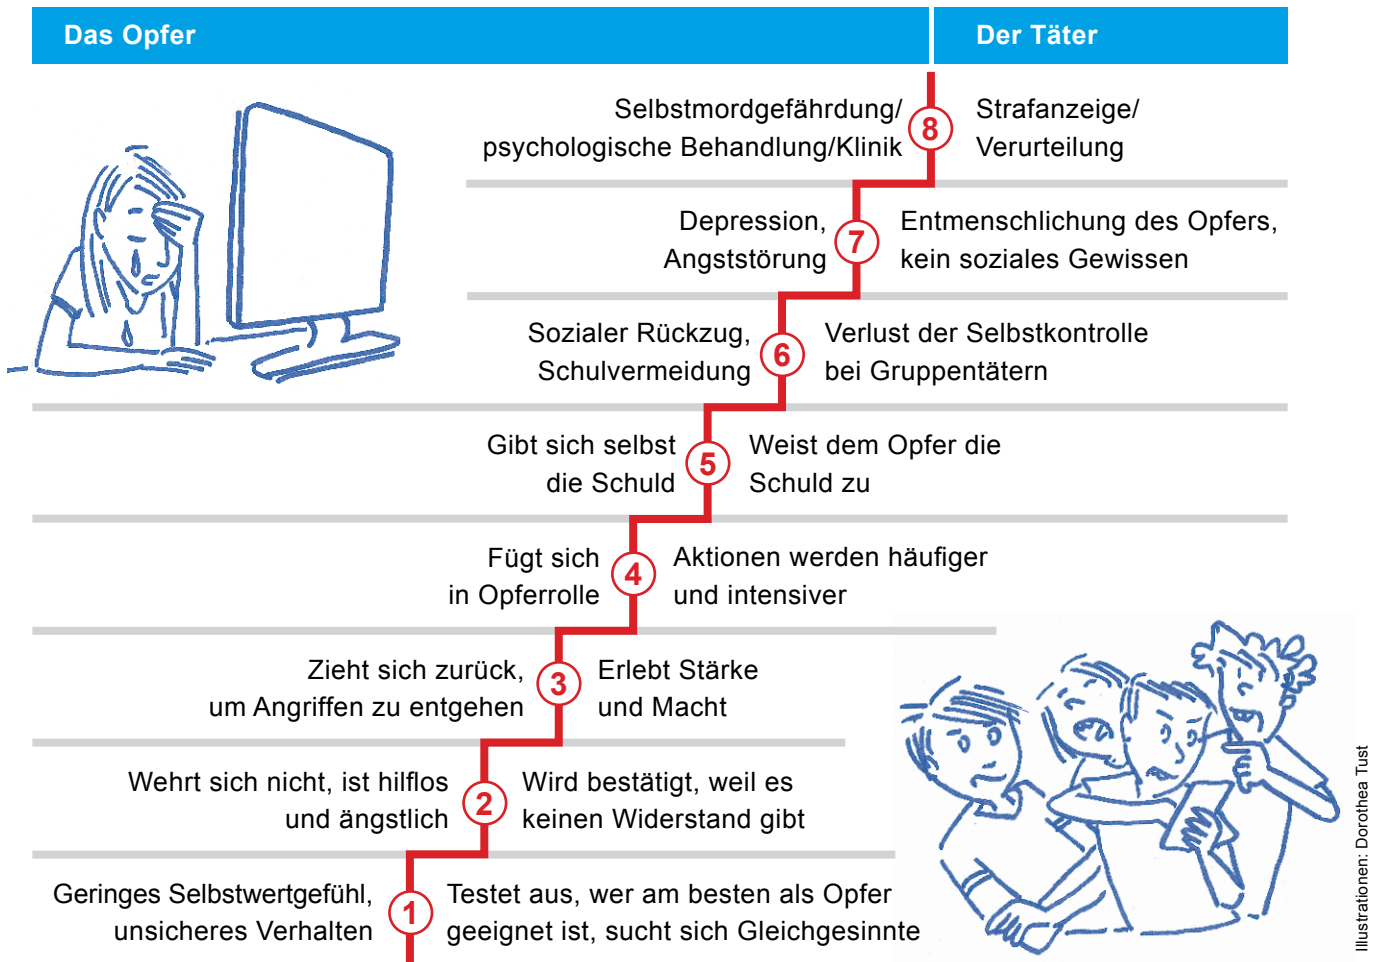 Das Opfer
Der Täter
Selbstmordgefährdung/
psychologische Behandlung/Klinik
8
Strafanzeige/
Verurteilung
Depression,
Angststörung
7
Entmenschlichung des Opfers,
kein soziales Gewissen
Sozialer Rückzug,
Schulvermeidung
6
Verlust der Selbstkontrolle
bei Gruppentätern
Gibt sich selbst
die Schuld
5
Weist dem Opfer die
Schuld zu
Fügt sich
in Opferrolle
4
Aktionen werden häufiger
und intensiver
Zieht sich zurück,
um Angriffen zu entgehen
3
Erlebt Stärke
und Macht
Wehrt sich nicht, ist hilflos
und ängstlich
2
Wird bestätigt, weil es
keinen Widerstand gibt
Geringes Selbstwertgefühl,
unsicheres Verhalten
1
Testet aus, wer am besten als Opfer
geeignet ist, sucht sich Gleichgesinnte
Illustrationen: Dorothea Tust